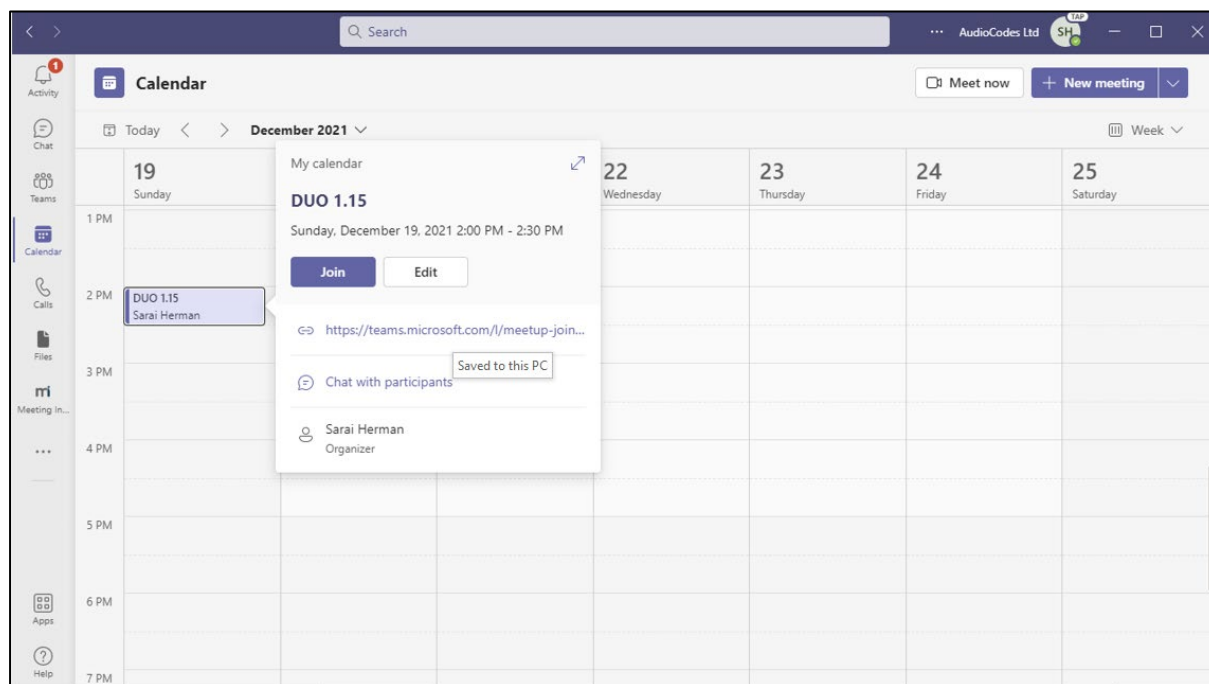 Search
AudioCodes Ltd
TAP
SH
1
Activity
Chat
Teams
Calendar
Calls
Files
Meeting In...
Apps
Help
Calendar
Meet now
New meeting
Today
December 2021
Week
19
Sunday
22
Wednesday
23
Thursday
24
Friday
25
Saturday
1 PM
2 PM
3 PM
4 PM
5 PM
6 PM
7 PM
DUO 1.15
Sarai Herman
My calendar
DUO 1.15
Sunday, December 19, 2021 2:00 PM - 2:30 PM
Join
Edit
https://teams.microsoft.com/l/meetup-join...
Saved to this PC
Chat with participants
Sarai Herman
Organizer